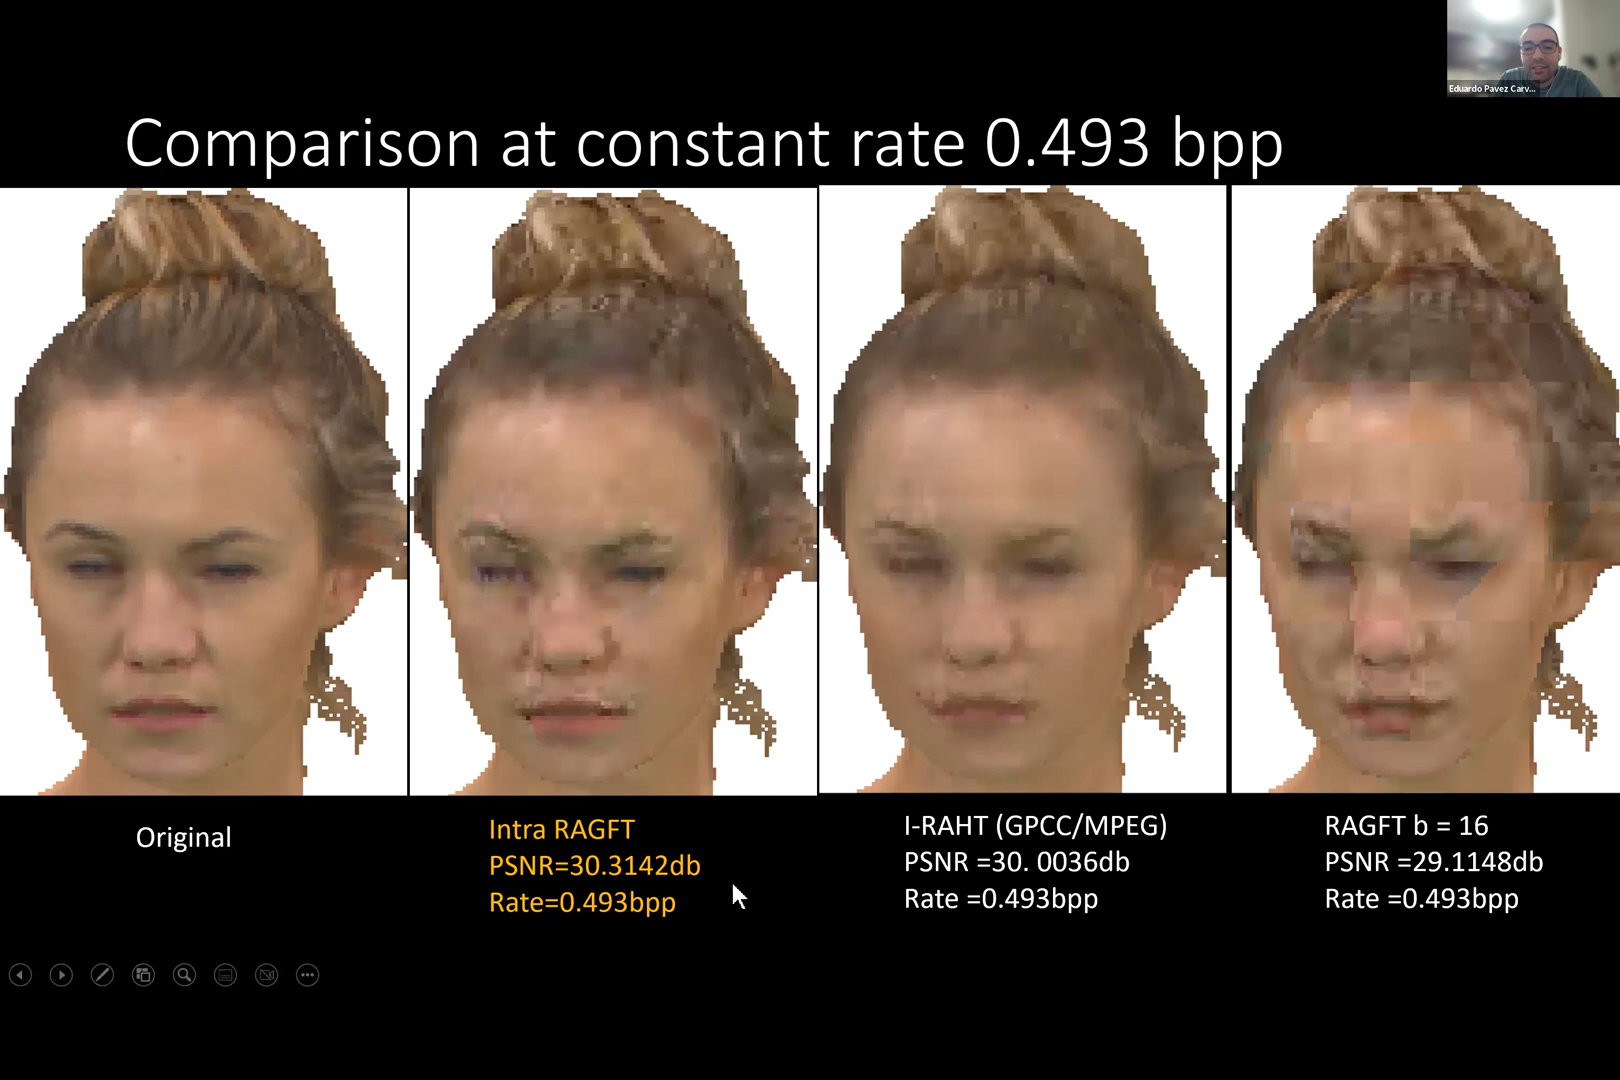 Eduardo Pavez Carv...
Comparison at constant rate 0.493 bpp
Original
Intra RAGFT
PSNR=30.3142db
Rate=0.493bpp
I-RAHT (GPCC/MPEG)
PSNR =30. 0036db
Rate =0.493bpp
RAGFT b = 16
PSNR =29.1148db
Rate =0.493bpp